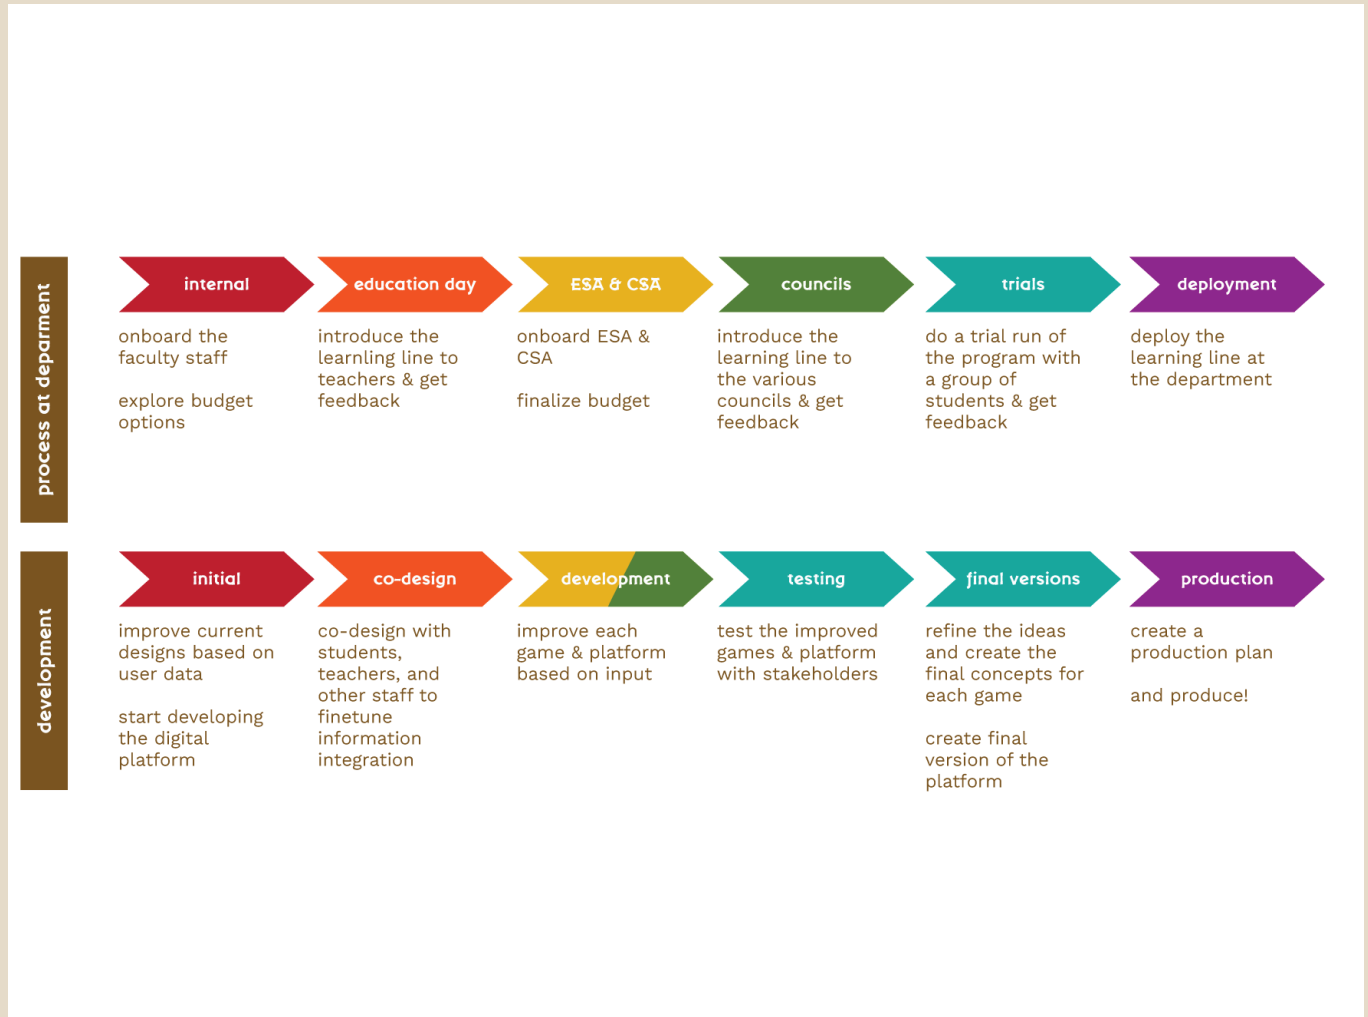 process at deparment
internal
onboard the
faculty staff
explore budget
options
education day
introduce the
learnling line to
teachers & get
feedback
ESA & CSA
onboard ESA &
CSA
finalize budget
councils
introduce the
learning line to
the various
councils & get
feedback
trials
do a trial run of
the program with
a group of
students & get
feedback
deployment
deploy the
learning line at
the department
development
initial
improve current
designs based on
user data
start developing
the digital
platform
co-design
co-design with
students,
teachers, and
other staff to
finetune
information
integration
development
improve each
game & platform
based on input
testing
test the improved
games & platform
with stakeholders
final versions
refine the ideas
and create the
final concepts for
each game
create final
version of the
platform
production
create a
production plan
and produce!